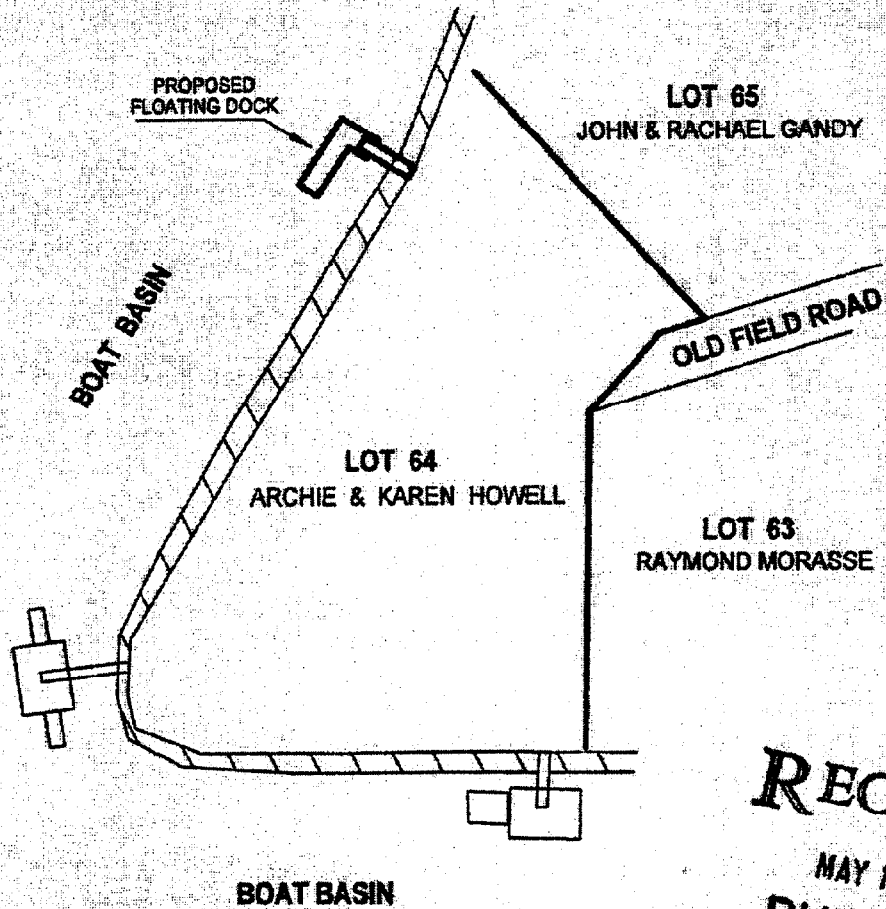 PROPOSED
FLOATING DOCK
LOT 65
JOHN & RACHAEL GANDY
BOAT BASIN
OLD FIELD ROAD
LOT 64
ARCHIE & KAREN HOWELL
LOT 63
RAYMOND MORASSE
MAY
BOAT BASIN